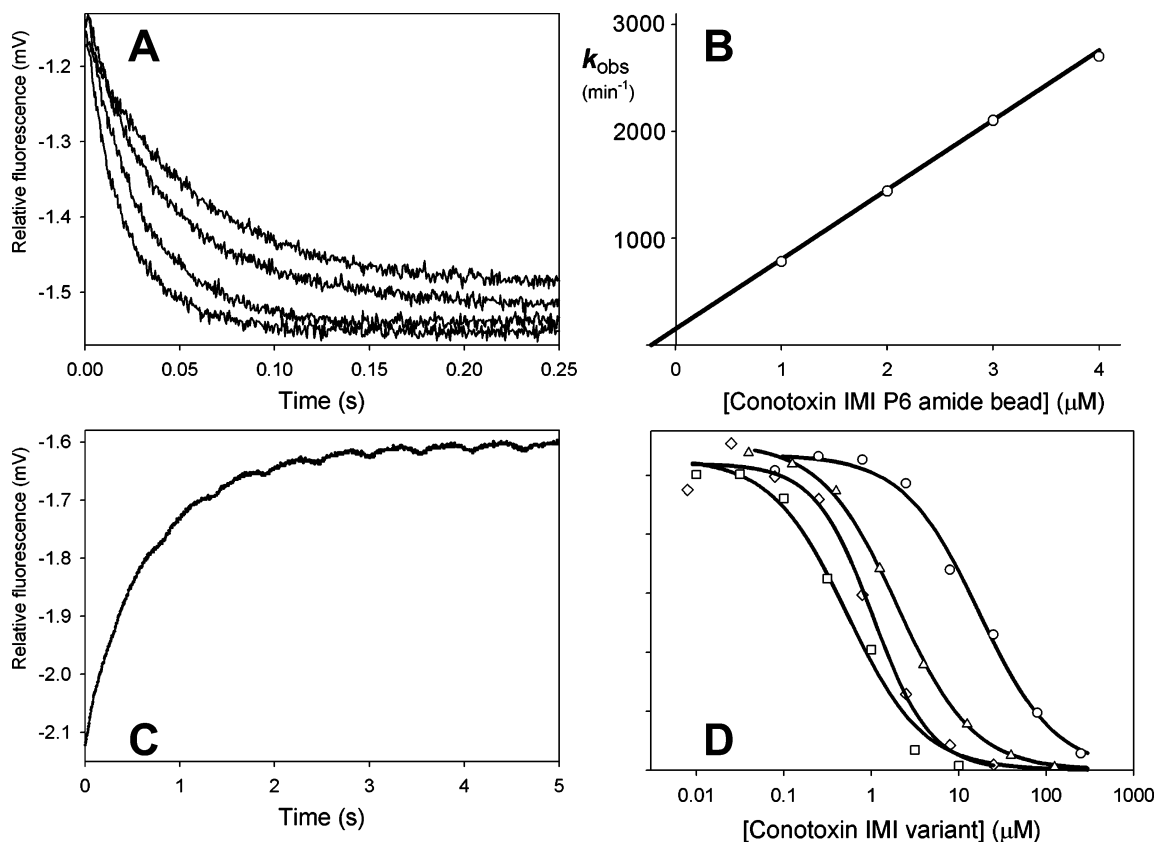 A
Relative fluorescence (mV)
-1.2
-1.3
-1.4
-1.5
0.00 0.05 0.10 0.15 0.20 0.25
Time (s)
B
kobs
(min-1)
3000
2000
1000
0 1 2 3 4
[Conotoxin IMI P6 amide bead] (μM)
C
Relative fluorescence (mV)
-1.6
-1.7
-1.8
-1.9
-2.0
-2.1
0 1 2 3 4 5
Time (s)
D
0.01 0.1 1 10 100 1000
[Conotoxin IMI variant] (μM)